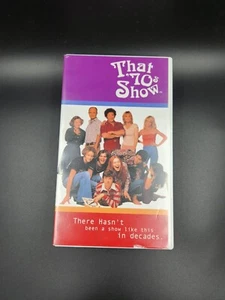 That
'70s
Show
There Hasn't
been a show like this
in decades.